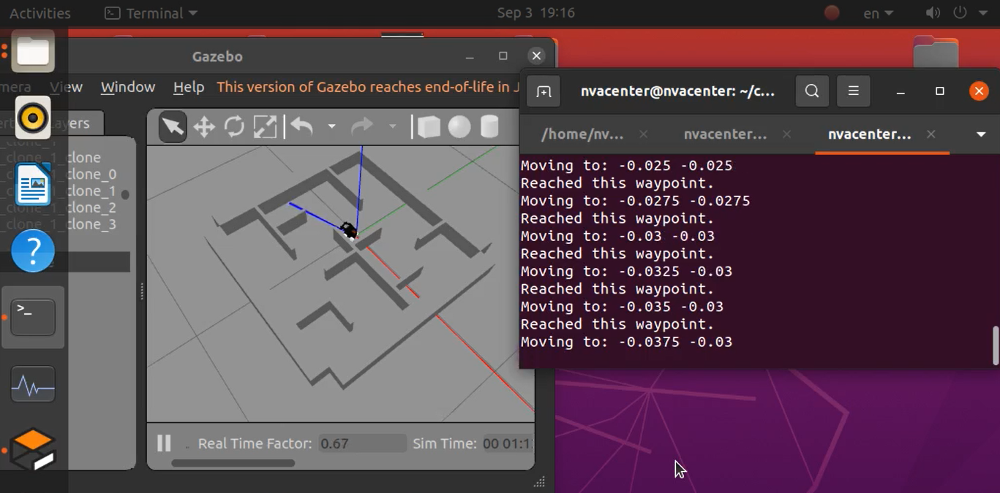 Activities
Terminal
Sep 3 19:16
en
Gazebo
mera View Window Help This version of Gazebo reaches end-of-life in J
nvacenter@nvacenter: ~/c...
/home/nv...
nvacenter...
nvacenter...
yers
_clone_1_clone
_clone_1_clone_0
_clone_1_clone_1
_clone_1_clone_2
_clone_1_clone_3
Moving to: -0.025 -0.025
Reached this waypoint.
Moving to: -0.0275 -0.0275
Reached this waypoint.
Moving to: -0.03 -0.03
Reached this waypoint.
Moving to: -0.0325 -0.03
Reached this waypoint.
Moving to: -0.035 -0.03
Reached this waypoint.
Moving to: -0.0375 -0.03
Real Time Factor: 0.67 Sim Time: 00 01:1